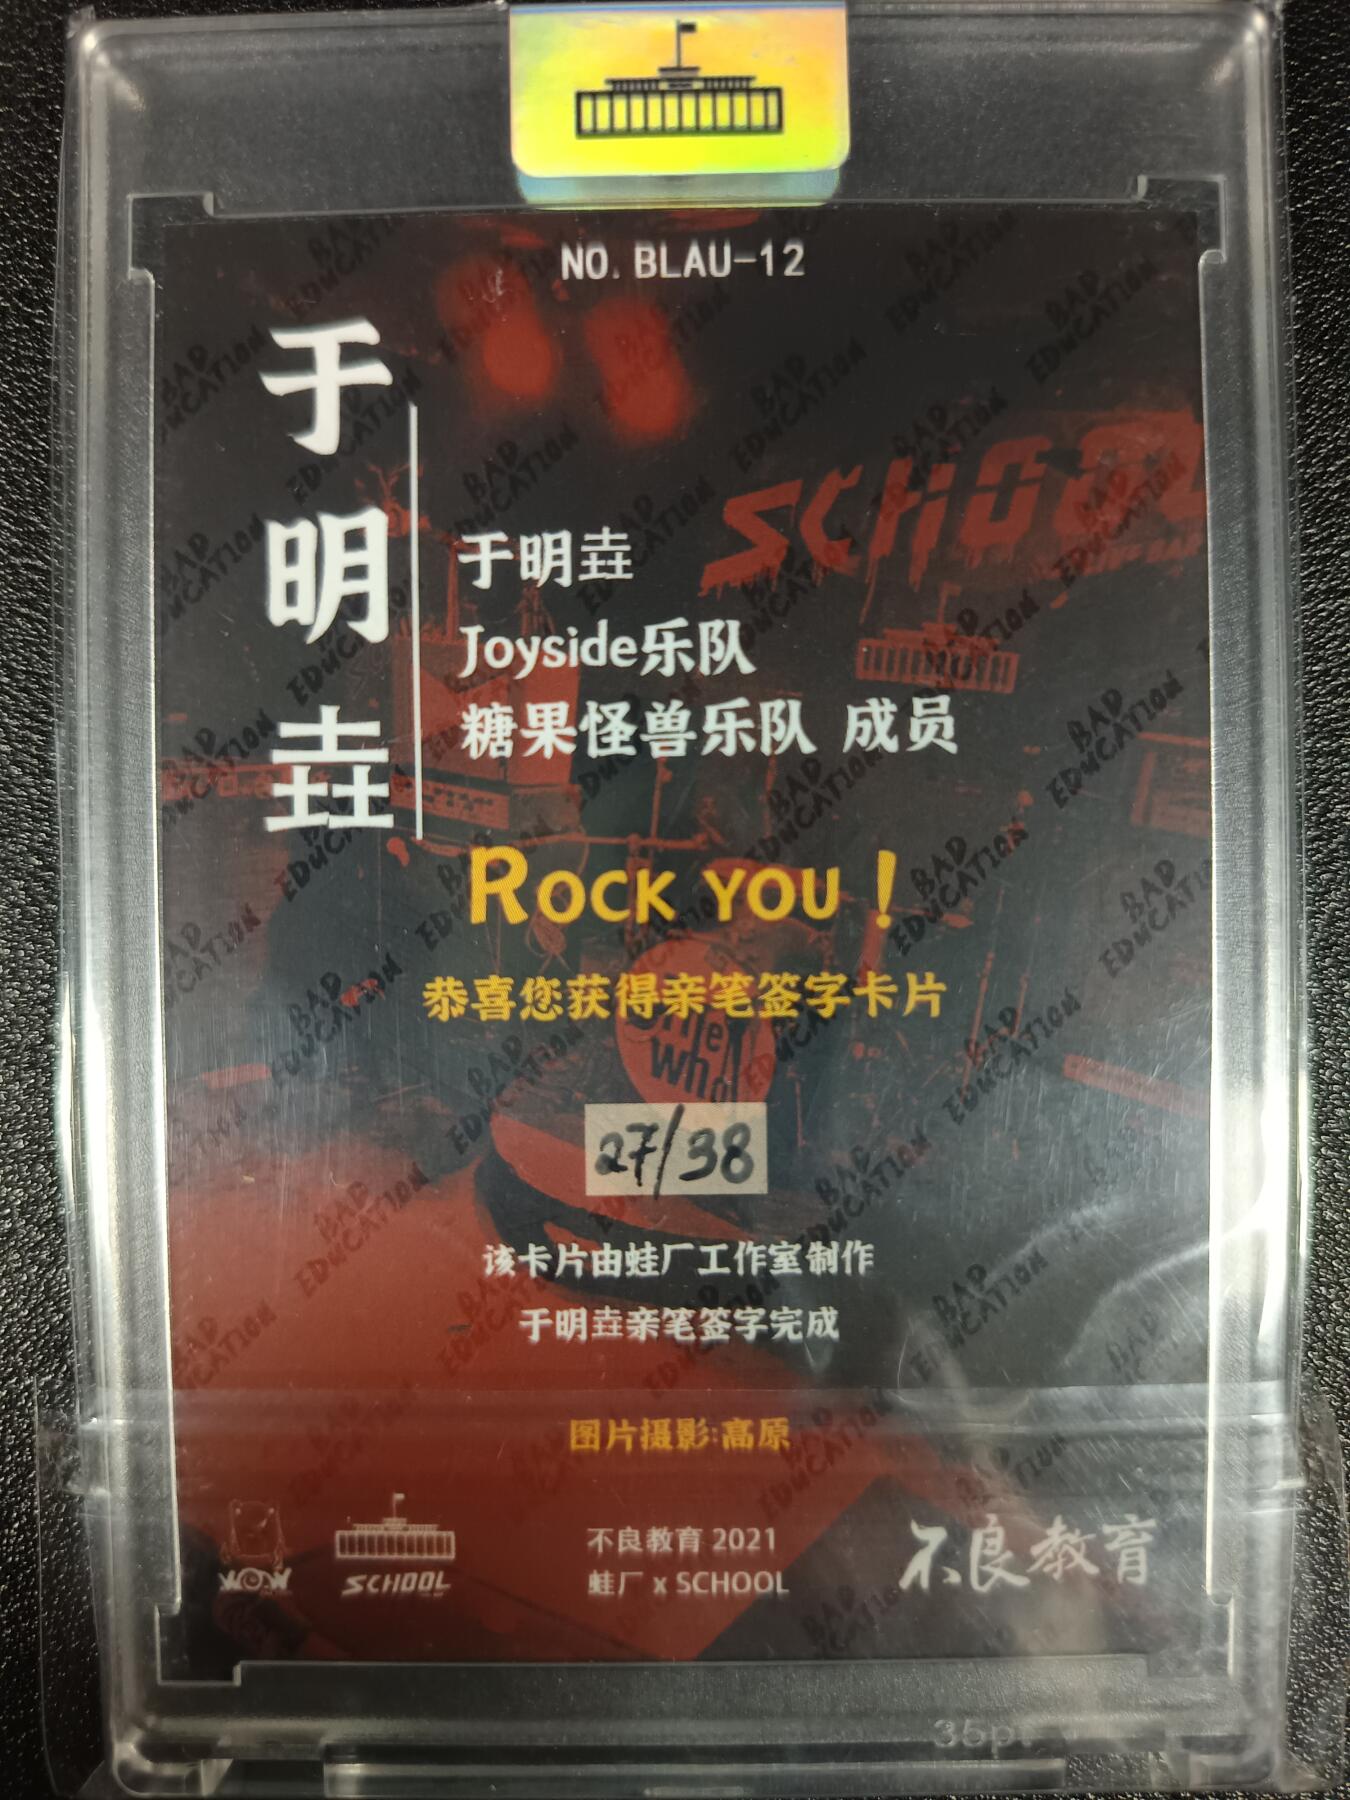 NO. BLAU-12
于明垚
于明垚
Joyside乐队
糖果怪兽乐队 成员
SCHOOL
ROCK YOU！
恭喜您获得亲笔签字卡片
The
who
27/38
该卡片由蛙厂工作室制作
于明垚亲笔签字完成
图片摄影:高原
SCHOOL
不良教育 2021
蛙厂 x SCHOOL
不良教育
BAD EDUCATION
35pt